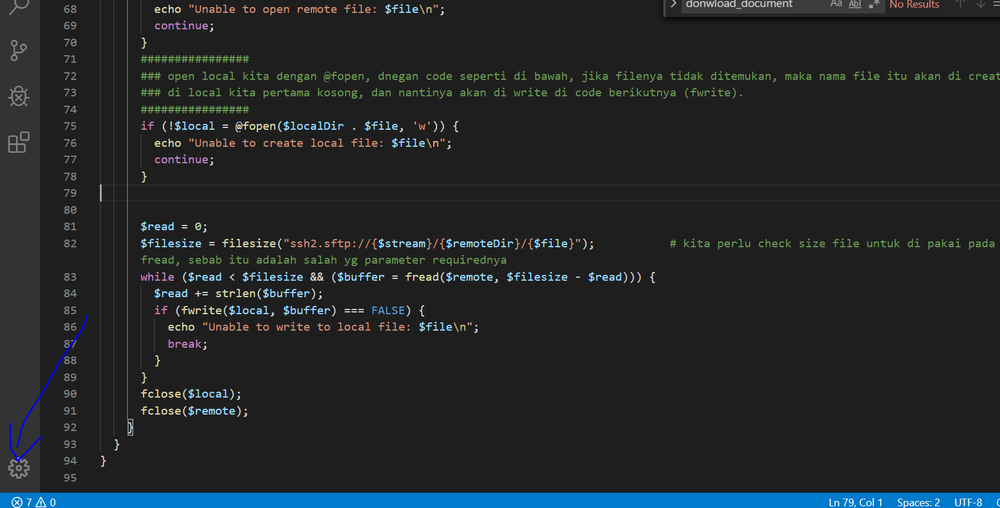 donwload_document Aa Abl .* No Results
68 echo "Unable to open remote file: $file\n";
69 continue;
70 }
71 ################
72 ### open local kita dengan @fopen, dnegan code seperti di bawah, jika filenya tidak ditemukan, maka nama file itu akan di creat
73 ### di local kita pertama kosong, dan nantinya akan di write di code berikutnya (fwrite).
74 ################
75 if (!$local = @fopen($localDir . $file, 'w')) {
76 echo "Unable to create local file: $file\n";
77 continue;
78 }
79
80
81 $read = 0;
82 $filesize = filesize("ssh2.sftp://{$stream}/{$remoteDir}/{$file}"); # kita perlu check size file untuk di pakai pada
fread, sebab itu adalah salah yg parameter requirednya
83 while ($read < $filesize && ($buffer = fread($remote, $filesize - $read))) {
84 $read += strlen($buffer);
85 if (fwrite($local, $buffer) === FALSE) {
86 echo "Unable to write to local file: $file\n";
87 break;
88 }
89 }
90 fclose($local);
91 fclose($remote);
92 }
93 }
94 }
95
7 0 Ln 79, Col 1 Spaces: 2 UTF-8